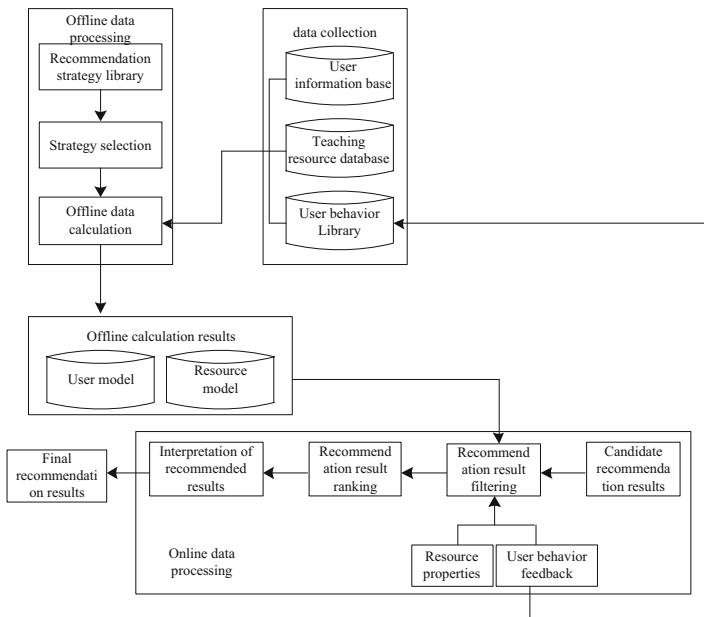 Offline data
processing
Recommendation
strategy library
Strategy selection
Offline data
calculation
data collection
User
information base
Teaching
resource database
User behavior
Library
Offline calculation results
User model
Resource
model
Final
recommendati
on results
Interpretation of
recommended
results
Recommend
ation result
ranking
Recommend
ation result
filtering
Candidate
recommenda
tion results
Resource
properties
User behavior
feedback
Online data
processing